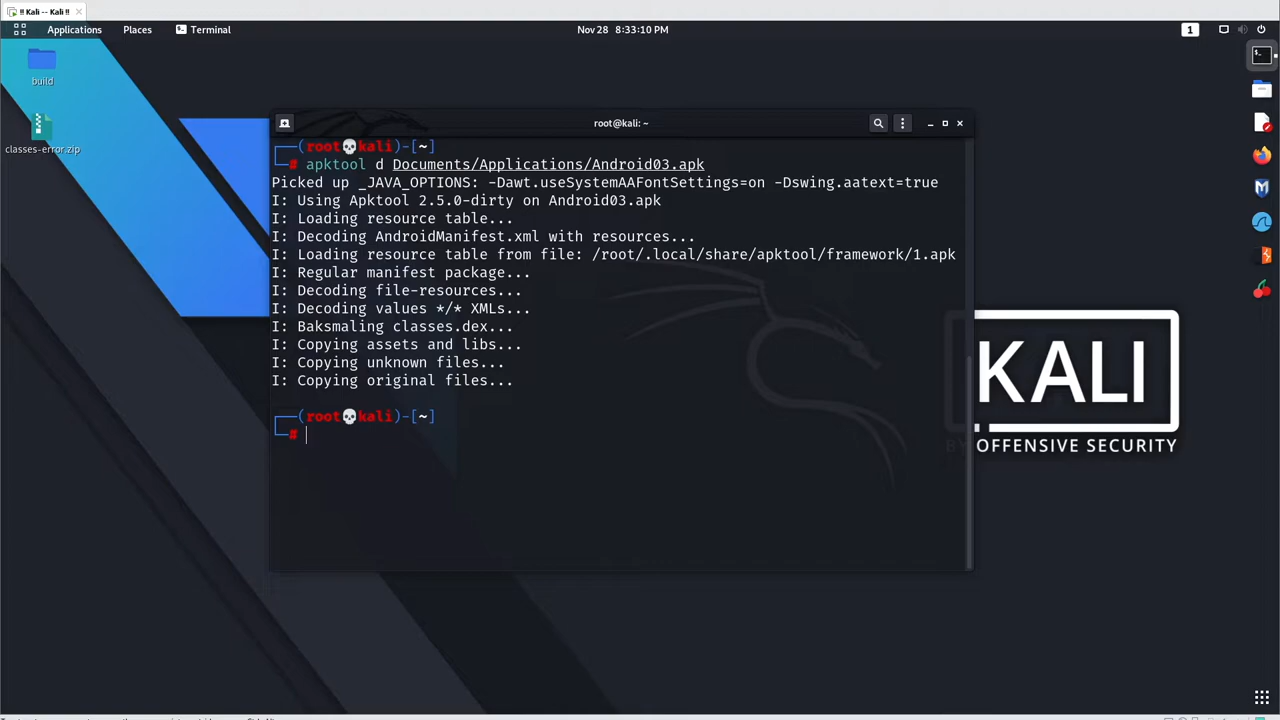 !! Kali -- Kali !!
Applications Places Terminal Nov 28 8:33:10 PM 1
build
classes-error.zip
root@kali: ~
┌──(root💀kali)-[~]
└─# apktool d Documents/Applications/Android03.apk
Picked up _JAVA_OPTIONS: -Dawt.useSystemAAFontSettings=on -Dswing.aatext=true
I: Using Apktool 2.5.0-dirty on Android03.apk
I: Loading resource table...
I: Decoding AndroidManifest.xml with resources...
I: Loading resource table from file: /root/.local/share/apktool/framework/1.apk
I: Regular manifest package...
I: Decoding file-resources...
I: Decoding values */* XMLs...
I: Baksmaling classes.dex...
I: Copying assets and libs...
I: Copying unknown files...
I: Copying original files...
┌──(root💀kali)-[~]
└─#
KALI
BY OFFENSIVE SECURITY